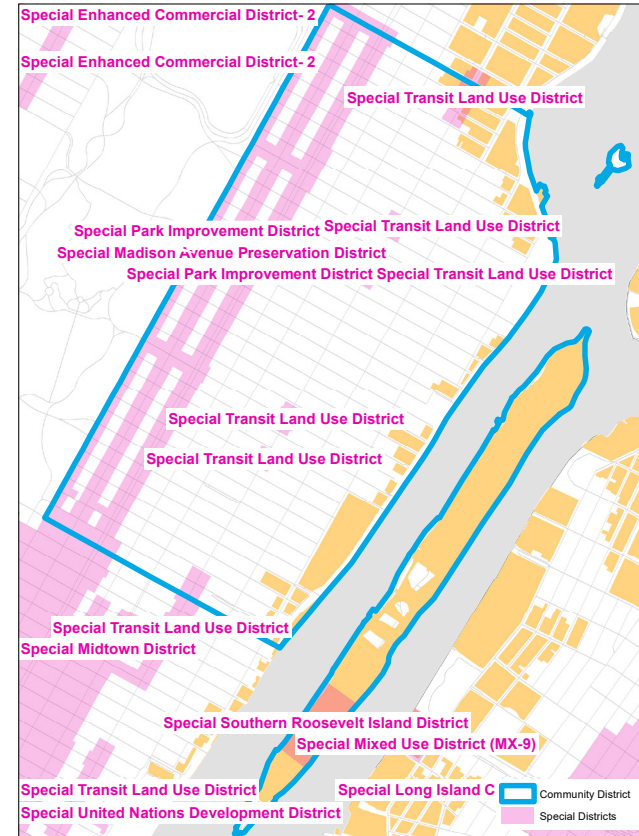 Special Enhanced Commercial District- 2
Special Enhanced Commercial District- 2
Special Transit Land Use District
Special Park Improvement District Special Transit Land Use District
Special Madison Avenue Preservation District
Special Park Improvement District Special Transit Land Use District
Special Transit Land Use District
Special Transit Land Use District
Special Transit Land Use District
Special Midtown District
Special Southern Roosevelt Island District
Special Mixed Use District (MX-9)
Special Transit Land Use District Special Long Island C
Special United Nations Development District
Community District
Special Districts